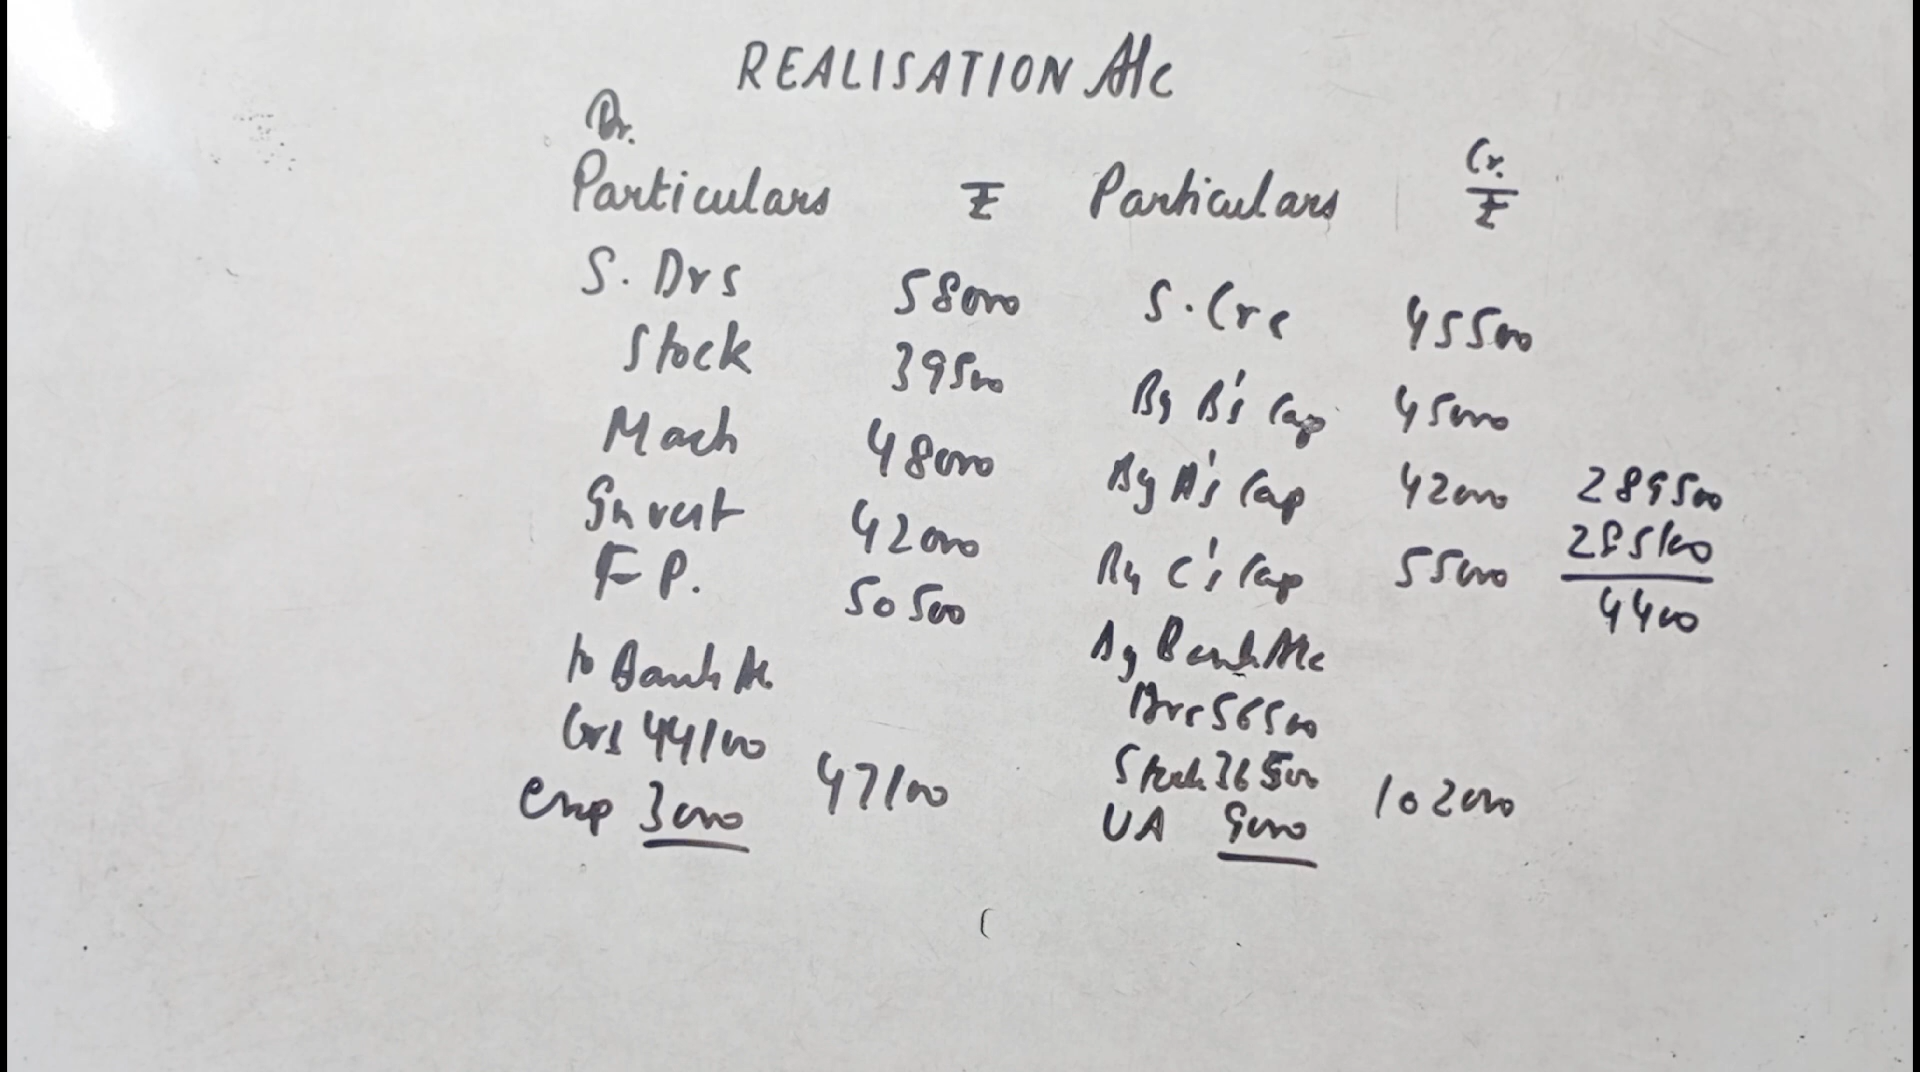 REALISATION A/c
Dr.
Cr.
Particulars ₹ Particulars ₹
S. Drs 58000 S. Crs 45500
Stock 39500 By B's Cap 45000
Mach 48000 By A's Cap 42000 289500
Invest 42000 By C's Cap 55000 285100
F P. 50500 4400
to Bank A/c By Bank A/c
Crs 44100 Drs 56500
exp 3000 47100 Stock 36500 102000
UA 9000